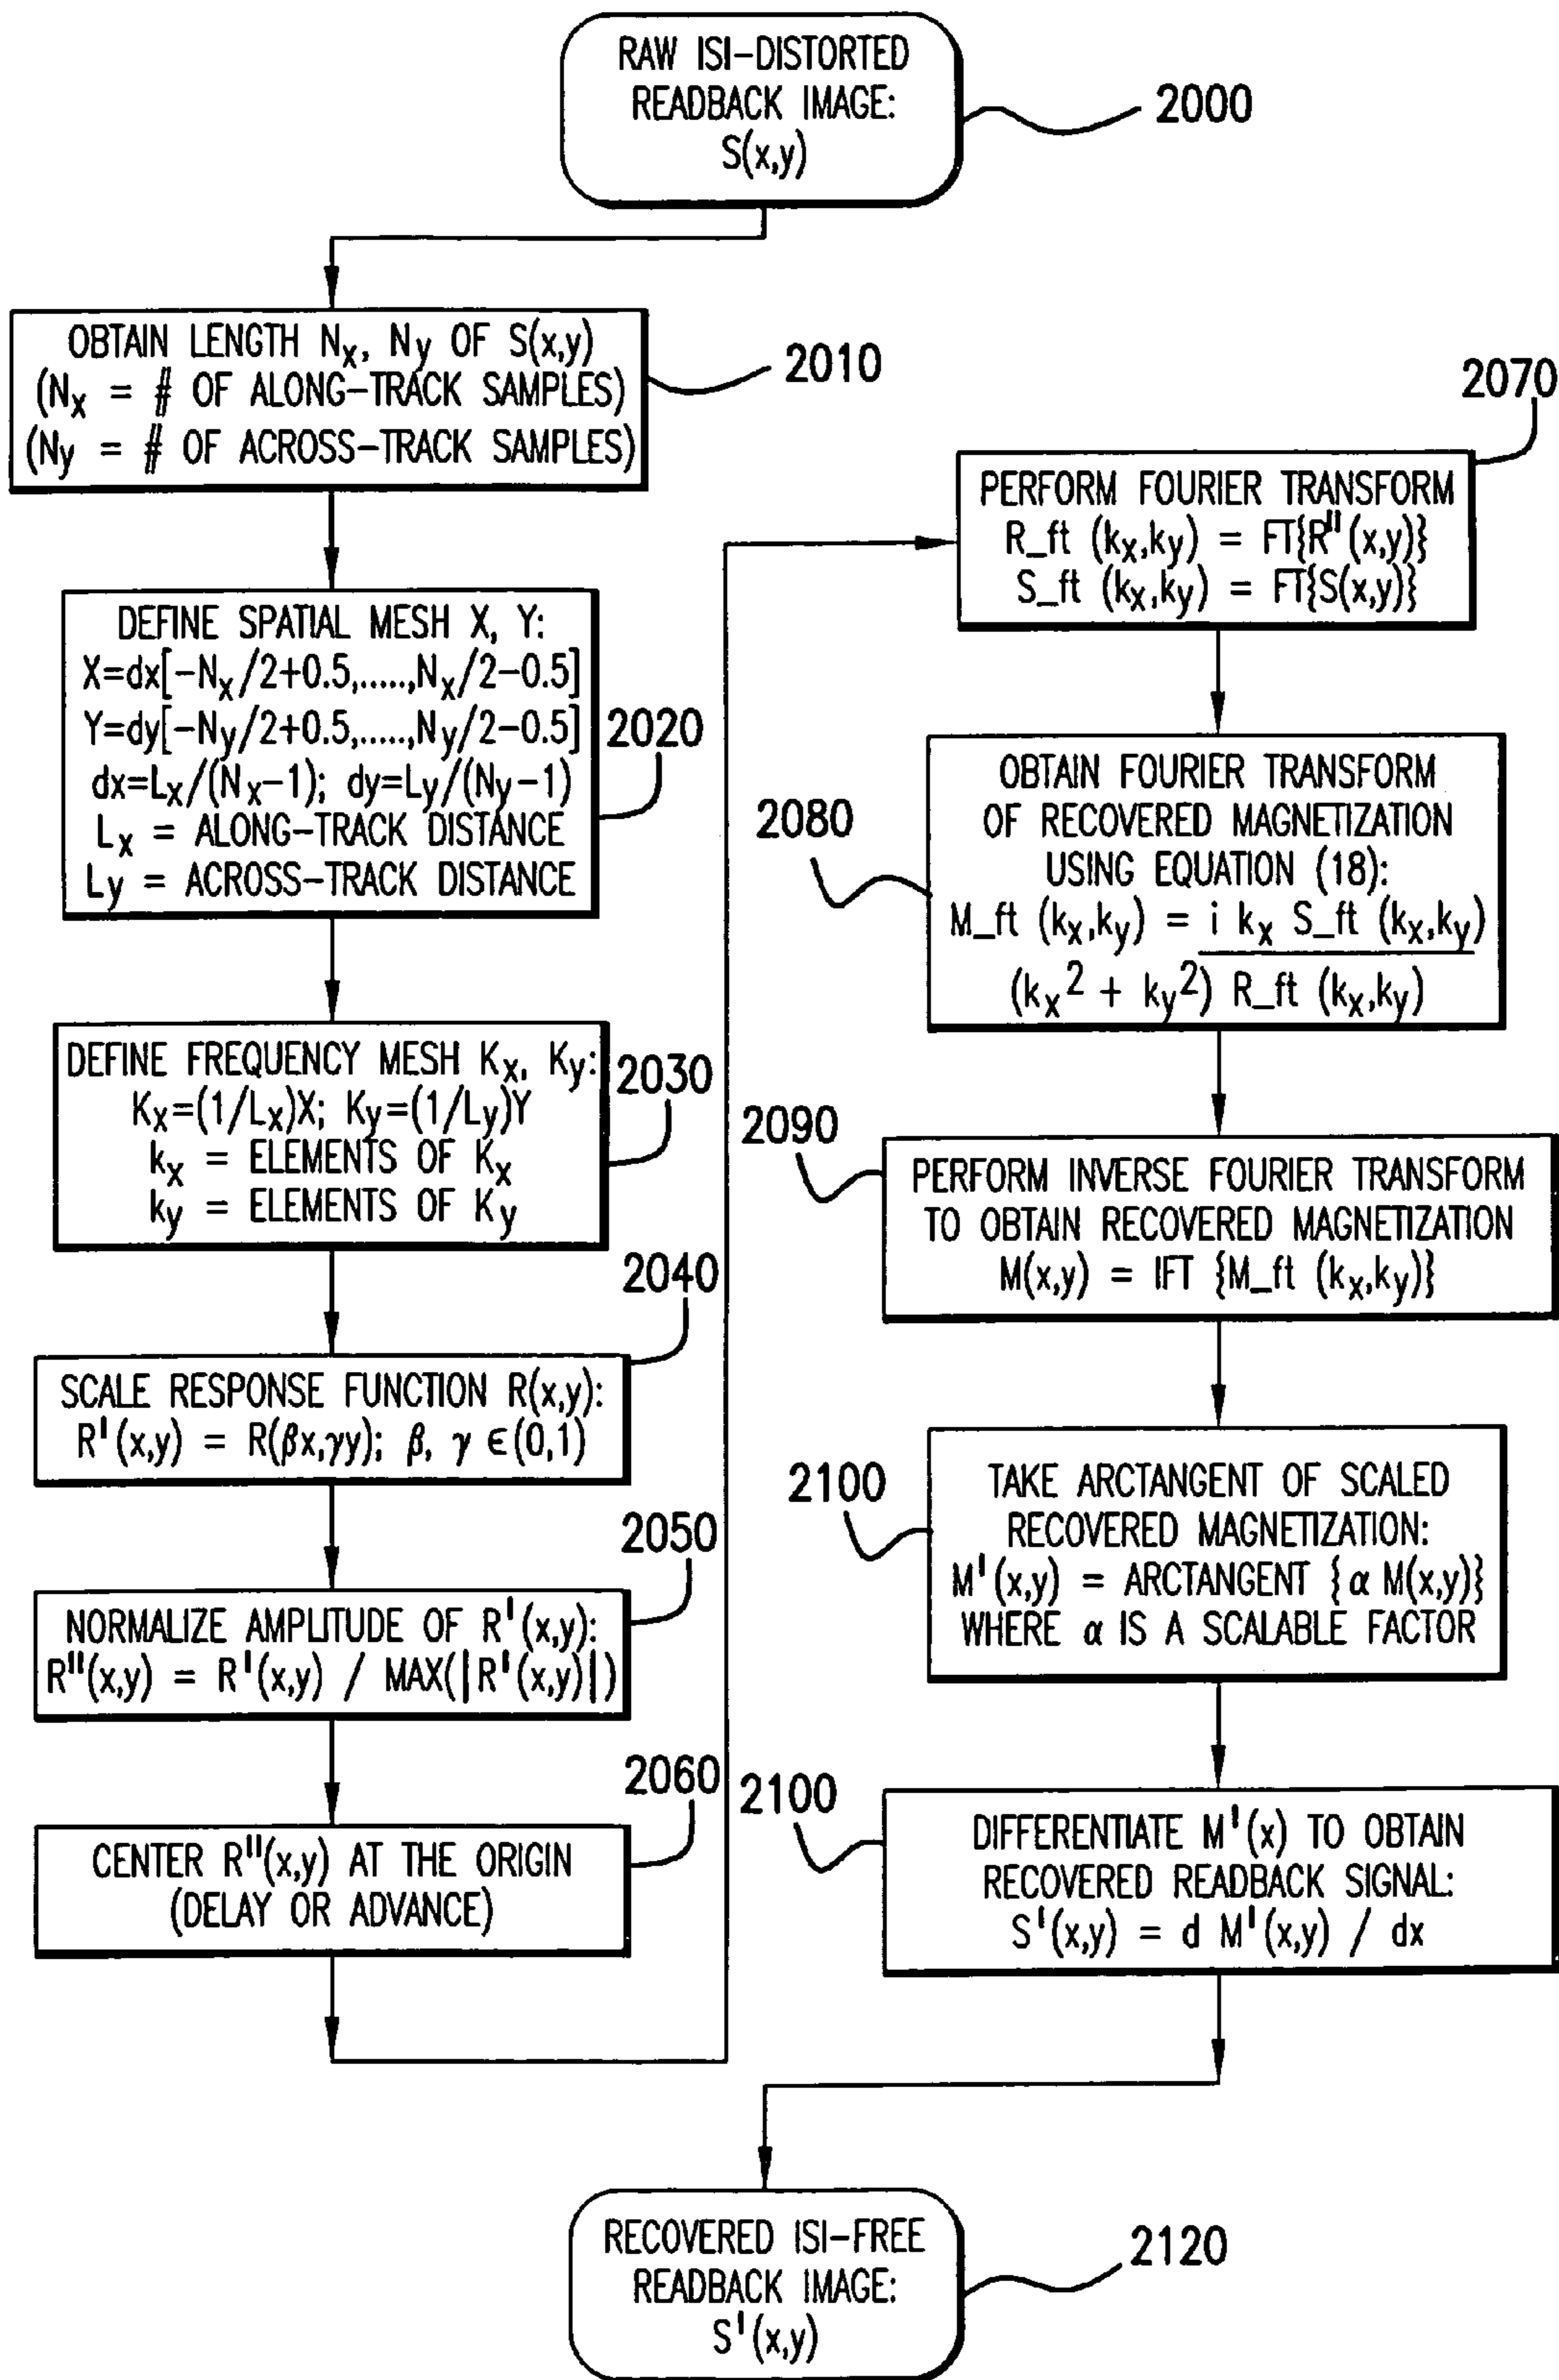 RAW ISI-DISTORTED
READBACK IMAGE:
S(x,y)
2000
OBTAIN LENGTH Nx, Ny OF S(x,y)
(Nx = # OF ALONG-TRACK SAMPLES)
(Ny = # OF ACROSS-TRACK SAMPLES)
2010
DEFINE SPATIAL MESH X, Y:
X=dx[-Nx/2+0.5,.....,Nx/2-0.5]
Y=dy[-Ny/2+0.5,.....,Ny/2-0.5]
dx=Lx/(Nx-1); dy=Ly/(Ny-1)
Lx = ALONG-TRACK DISTANCE
Ly = ACROSS-TRACK DISTANCE
2020
DEFINE FREQUENCY MESH Kx, Ky:
Kx=(1/Lx)X; Ky=(1/Ly)Y
kx = ELEMENTS OF Kx
ky = ELEMENTS OF Ky
2030
2040
SCALE RESPONSE FUNCTION R(x,y):
R'(x,y) = R(βx,γy); β, γ ∈(0,1)
2050
NORMALIZE AMPLITUDE OF R'(x,y):
R"(x,y) = R'(x,y) / MAX(|R'(x,y)|)
2060
CENTER R"(x,y) AT THE ORIGIN
(DELAY OR ADVANCE)
2070
PERFORM FOURIER TRANSFORM
R_ft (kx,ky) = FT{R"(x,y)}
S_ft (kx,ky) = FT{S(x,y)}
2080
OBTAIN FOURIER TRANSFORM
OF RECOVERED MAGNETIZATION
USING EQUATION (18):
M_ft (kx,ky) = i kx S_ft (kx,ky)
(kx² + ky²) R_ft (kx,ky)
2090
PERFORM INVERSE FOURIER TRANSFORM
TO OBTAIN RECOVERED MAGNETIZATION
M(x,y) = IFT {M_ft (kx,ky)}
2100
TAKE ARCTANGENT OF SCALED
RECOVERED MAGNETIZATION:
M'(x,y) = ARCTANGENT {α M(x,y)}
WHERE α IS A SCALABLE FACTOR
2100
DIFFERENTIATE M'(x) TO OBTAIN
RECOVERED READBACK SIGNAL:
S'(x,y) = d M'(x,y) / dx
RECOVERED ISI-FREE
READBACK IMAGE:
S'(x,y)
2120